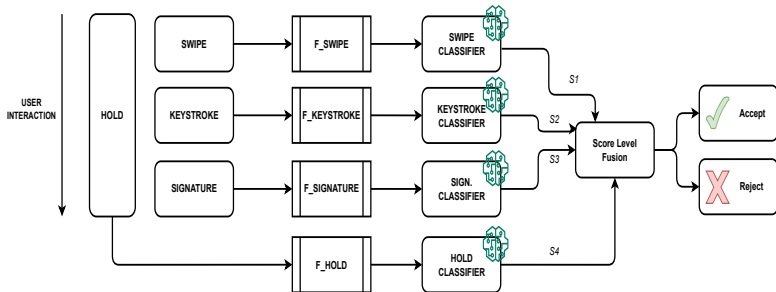 USER
INTERACTION
HOLD
SWIPE
F_SWIPE
SWIPE
CLASSIFIER
S1
KEYSTROKE
F_KEYSTROKE
KEYSTROKE
CLASSIFIER
S2
SIGNATURE
F_SIGNATURE
SIGN.
CLASSIFIER
S3
F_HOLD
HOLD
CLASSIFIER
S4
Score Level
Fusion
Accept
Reject